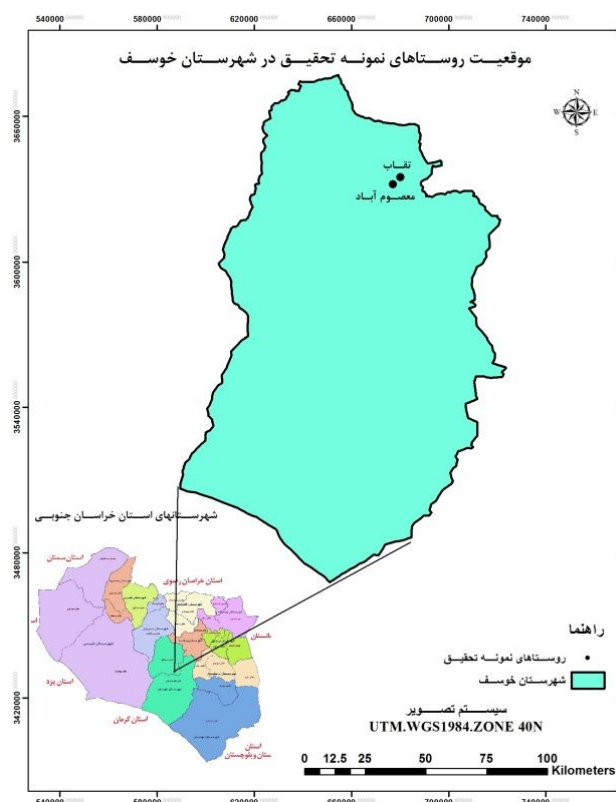 540000 580000 620000 660000 700000 740000
موقعیت روستاهای نمونه تحقیق در شهرستان خوسف
N
W E
S
3660000
تقاب
معصوم آباد
3600000
3540000
شهرستانهای استان خراسان جنوبی
3480000
استان سمنان
استان خراسان رضوی
استان یزد
استان کرمان
استان
ستان وبلوچستان
3420000
راهنما
روستاهای نمونه تحقیق
شهرستان خوسف
سیستم تصویر
UTM.WGS1984.ZONE 40N
0 12.5 25 50 75 100
Kilometers
540000 580000 620000 660000 700000 740000